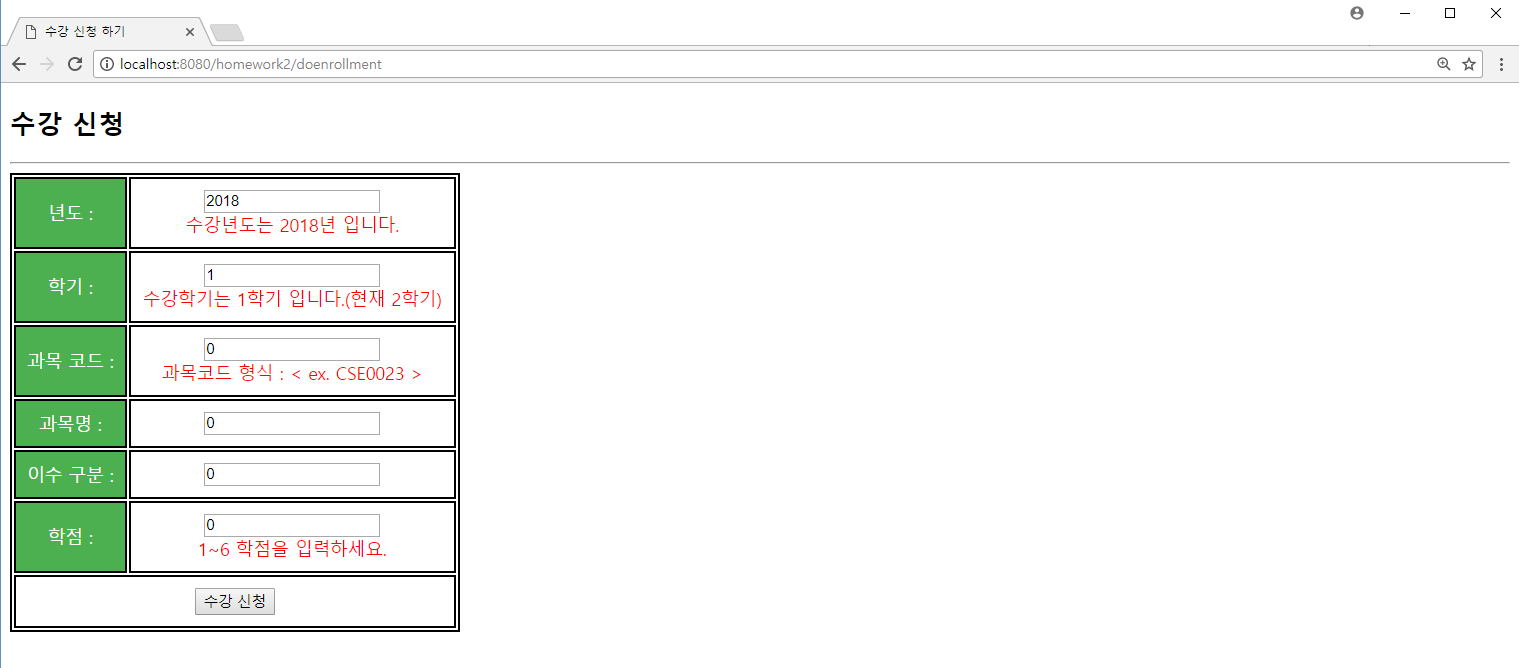 수강 신청 하기
localhost:8080/homework2/doenrollment
수강 신청
년도 :
2018
수강년도는 2018년 입니다.
학기 :
1
수강학기는 1학기 입니다.(현재 2학기)
과목 코드 :
0
과목코드 형식 : < ex. CSE0023 >
과목명 :
0
이수 구분 :
0
학점 :
0
1~6 학점을 입력하세요.
수강 신청